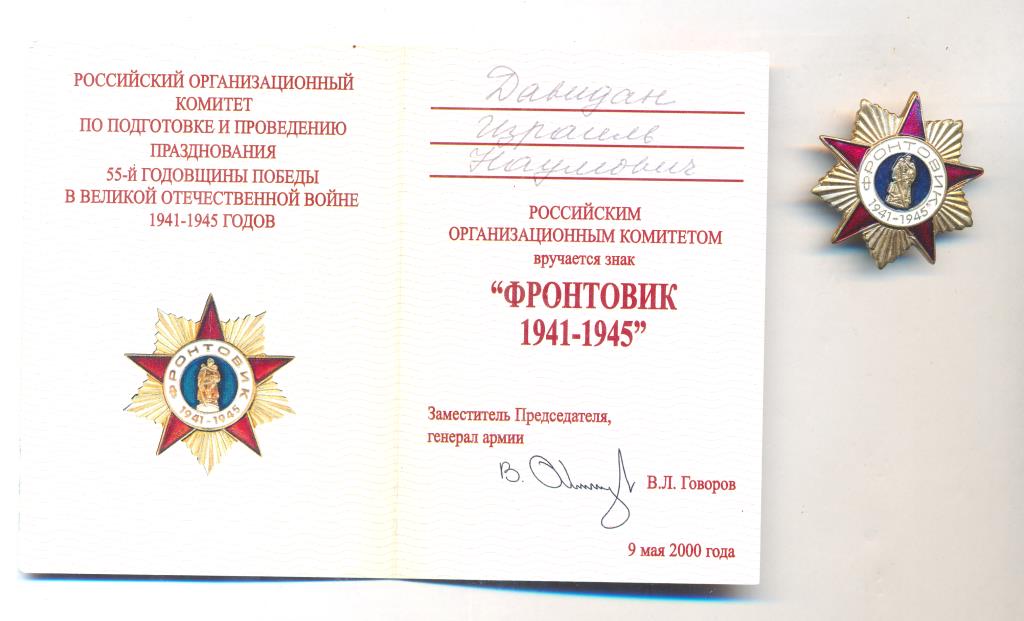 РОССИЙСКИЙ ОРГАНИЗАЦИОННЫЙ
КОМИТЕТ
ПО ПОДГОТОВКЕ И ПРОВЕДЕНИЮ
ПРАЗДНОВАНИЯ
55-й ГОДОВЩИНЫ ПОБЕДЫ
В ВЕЛИКОЙ ОТЕЧЕСТВЕННОЙ ВОЙНЕ
1941-1945 ГОДОВ
ФРОНТОВИК
1941-1945
Давидан
Израиль
Наумович
РОССИЙСКИМ
ОРГАНИЗАЦИОННЫМ КОМИТЕТОМ
вручается знак
“ФРОНТОВИК
1941-1945”
Заместитель Председателя,
генерал армии
В.Л. Говоров
9 мая 2000 года
ФРОНТОВИК
1941-1945